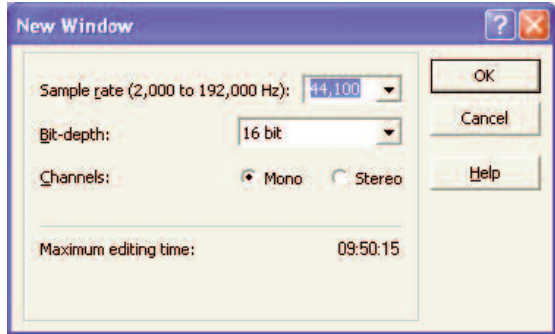 New Window
Sample rate (2,000 to 192,000 Hz): 44,100
OK
Bit-depth: 16 bit
Cancel
Channels: Mono Stereo
Help
Maximum editing time: 09:50:15